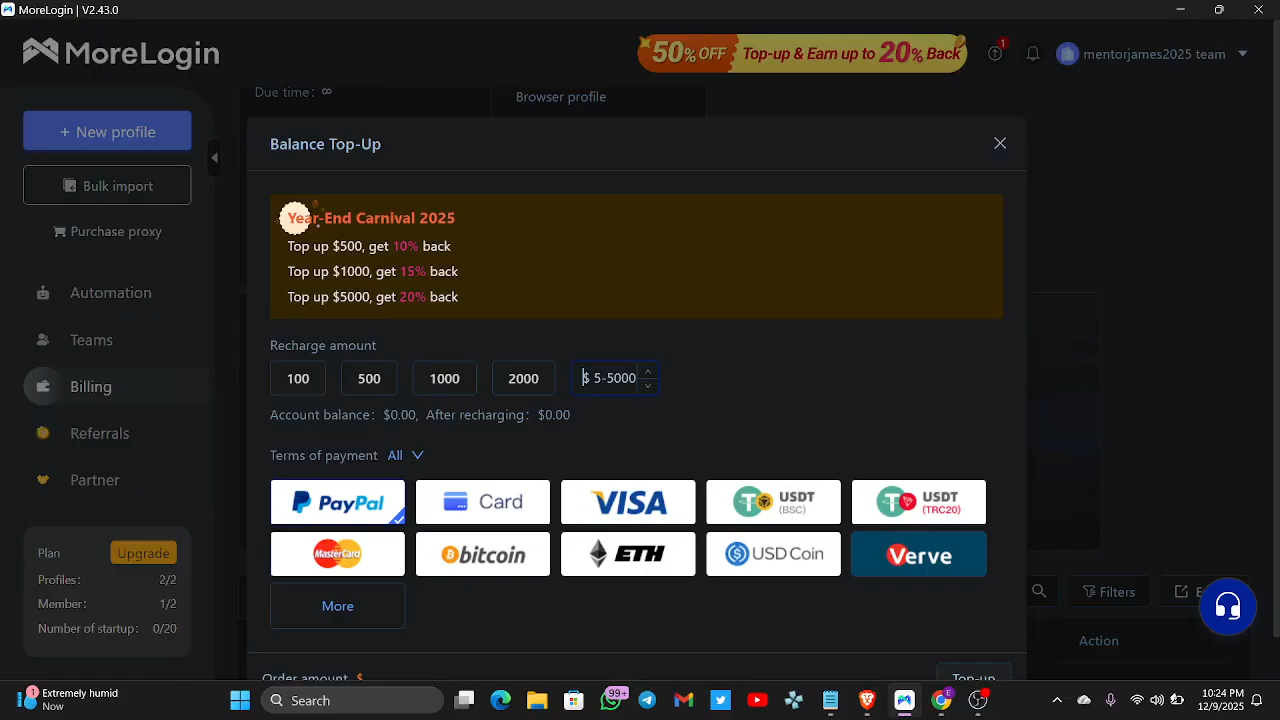 MoreLogin | V2.43.0
MoreLogin
50% OFF Top-up & Earn up to 20% Back
1
mentorjames2025 team
Due time: ∞
Browser profile
+ New profile
Bulk import
Purchase proxy
Automation
Teams
Billing
Referrals
Partner
Plan
Upgrade
Profiles: 2/2
Member: 1/2
Number of startup: 0/20
Balance Top-Up
Year-End Carnival 2025
Top up $500, get 10% back
Top up $1000, get 15% back
Top up $5000, get 20% back
Recharge amount
100
500
1000
2000
$ 5-5000
Account balance: $0.00, After recharging: $0.00
Terms of payment All
PayPal
Card
VISA
USDT
(BSC)
USDT
(TRC20)
MasterCard
bitcoin
ETH
USD Coin
Verve
More
Order amount $
Top-up
Filters
Action
1
Extremely humid
Now
Search
99+
E
10:24 PM
12/9/2025